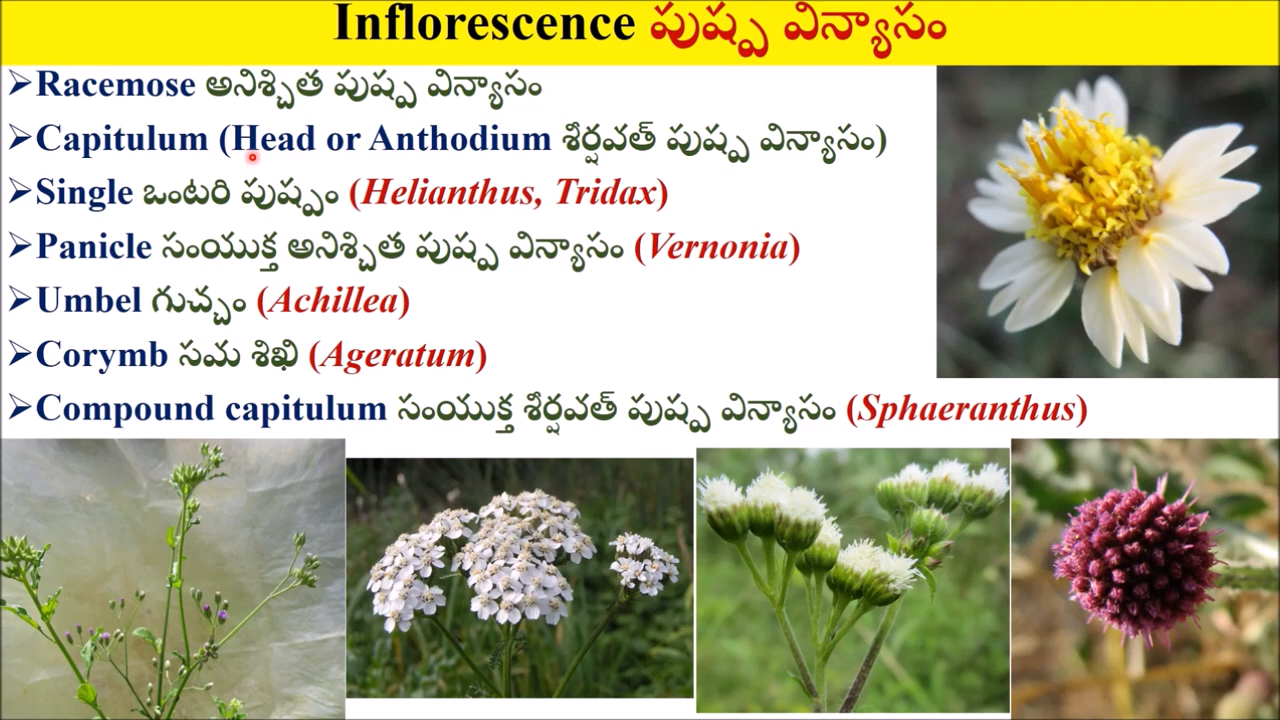 Inflorescence పుష్ప విన్యాసం
➢Racemose అనిశ్చిత పుష్ప విన్యాసం
➢Capitulum (Head or Anthodium శీర్షవత్ పుష్ప విన్యాసం)
➢Single ఒంటరి పుష్పం (Helianthus, Tridax)
➢Panicle సంయుక్త అనిశ్చిత పుష్ప విన్యాసం (Vernonia)
➢Umbel గుచ్ఛం (Achillea)
➢Corymb సమ శిఖి (Ageratum)
➢Compound capitulum సంయుక్త శీర్షవత్ పుష్ప విన్యాసం (Sphaeranthus)